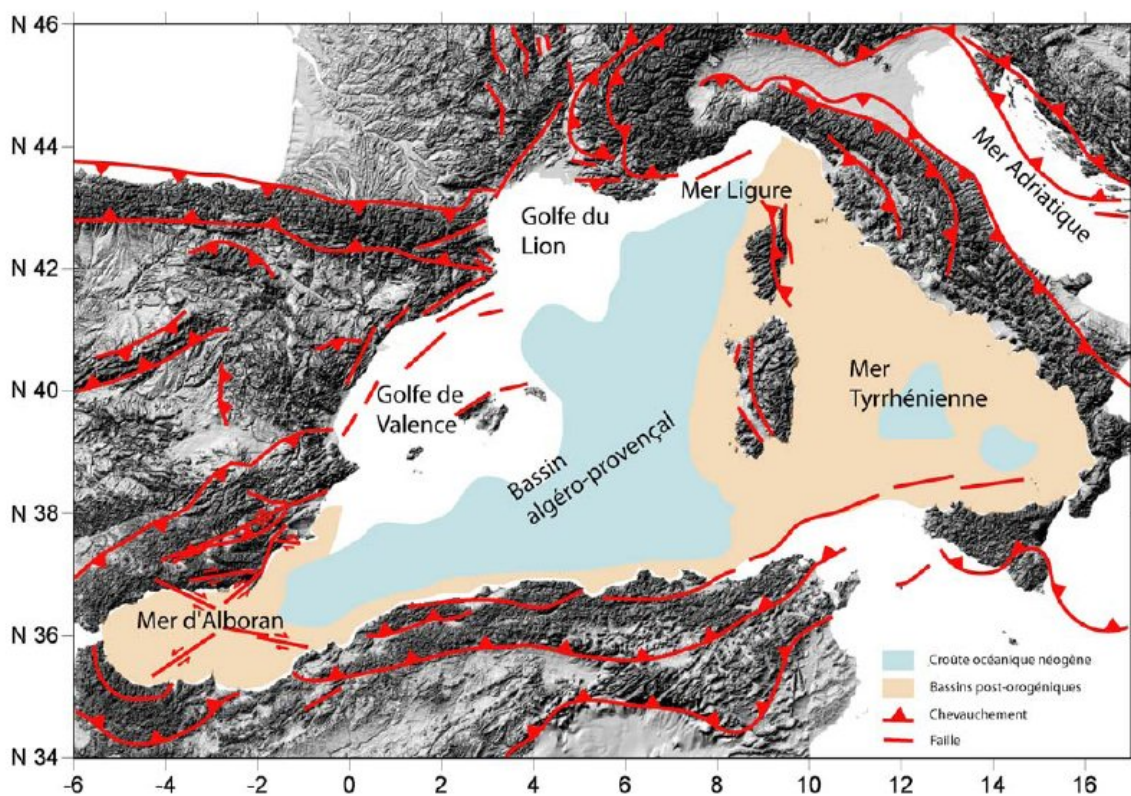 N 46
N 44
N 42
N 40
N 38
N 36
N 34
Mer Ligure
Mer Adriatique
Golfe du
Lion
Golfe de
Valence
Mer
Tyrrhénienne
Bassin
algéro-provençal
Mer d'Alboran
Croûte océanique néogène
Bassins post-orogéniques
Chevauchement
Faille
-6 -4 -2 0 2 4 6 8 10 12 14 16